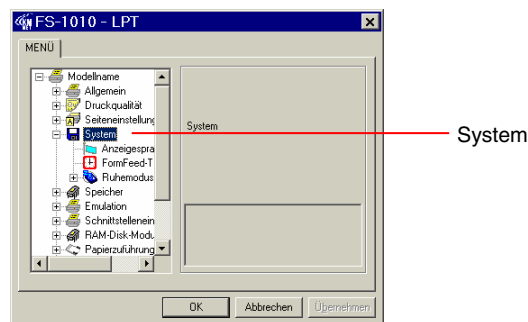 FS-1010 - LPT
MENÜ
Modellname
Allgemein
Druckqualität
Seiteneinstellung
System
Anzeigespra
FormFeed-T
Ruhemodus
Speicher
Emulation
Schnittstellenein
RAM-Disk-Modu
Papierzuführung
System
System
OK
Abbrechen
Übernehmen